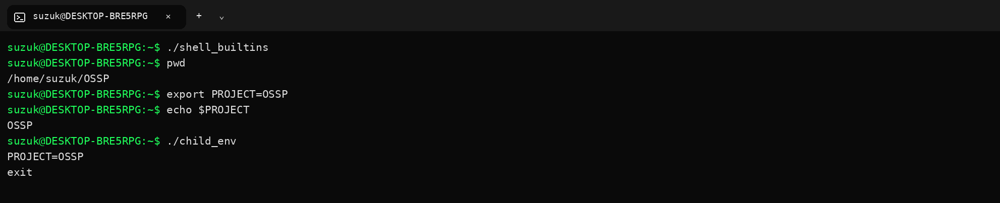 suzuk@DESKTOP-BRE5RPG × + ⌄
suzuk@DESKTOP-BRE5RPG:~$ ./shell_builtins
suzuk@DESKTOP-BRE5RPG:~$ pwd
/home/suzuk/OSSP
suzuk@DESKTOP-BRE5RPG:~$ export PROJECT=OSSP
suzuk@DESKTOP-BRE5RPG:~$ echo $PROJECT
OSSP
suzuk@DESKTOP-BRE5RPG:~$ ./child_env
PROJECT=OSSP
exit